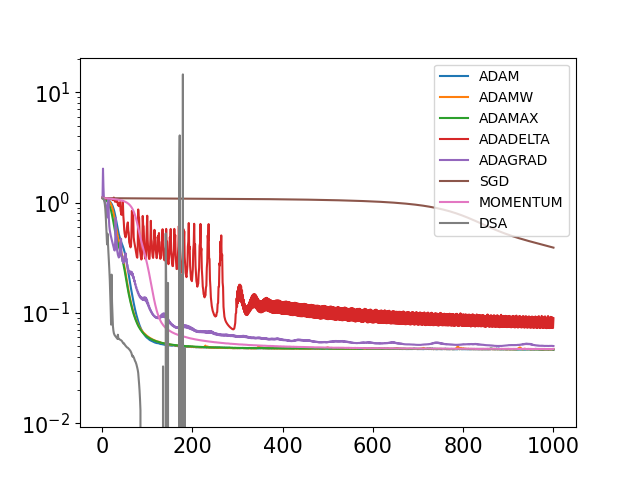 10¹
10⁰
10⁻¹
10⁻²
0
200
400
600
800
1000
ADAM
ADAMW
ADAMAX
ADADELTA
ADAGRAD
SGD
MOMENTUM
DSA